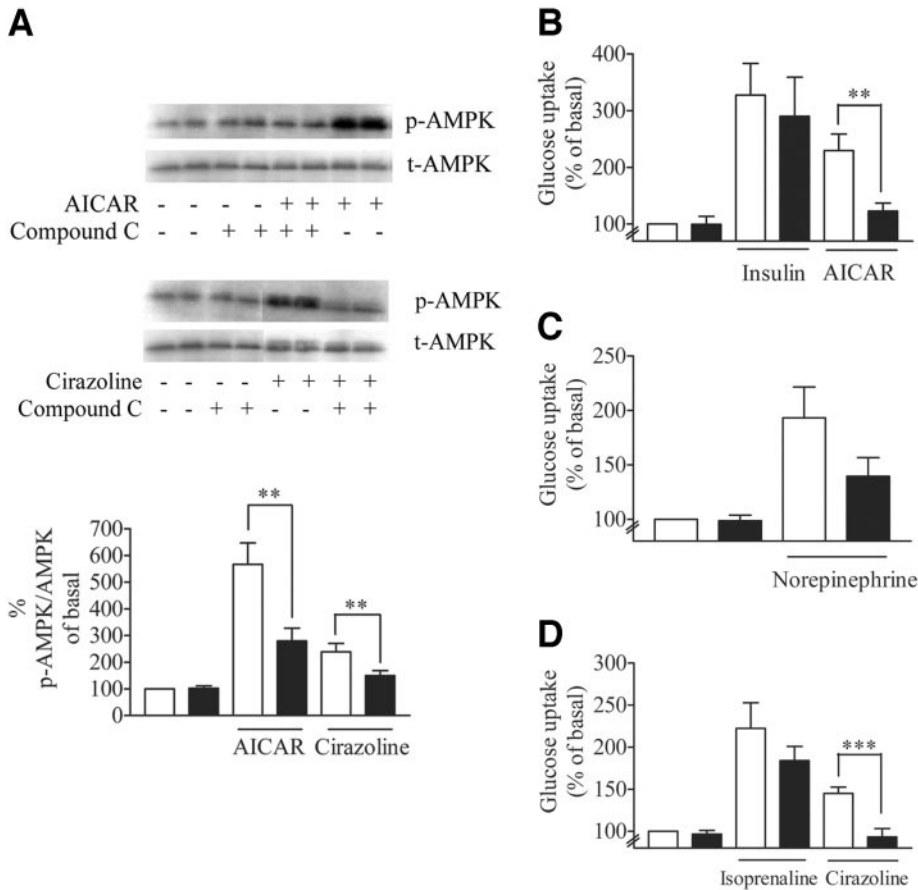 A
p-AMPK
t-AMPK
AICAR - - - - + + + +
Compound C - - + + + + - -
p-AMPK
t-AMPK
Cirazoline - - - - + + + +
Compound C - - + + - - + +
%
p-AMPK/AMPK
of basal
700
600
500
400
300
200
100
0
**
**
AICAR Cirazoline
B
Glucose uptake
(% of basal)
400
300
200
100
**
Insulin AICAR
C
Glucose uptake
(% of basal)
250
200
150
100
Norepinephrine
D
Glucose uptake
(% of basal)
300
250
200
150
100
***
Isoprenaline Cirazoline